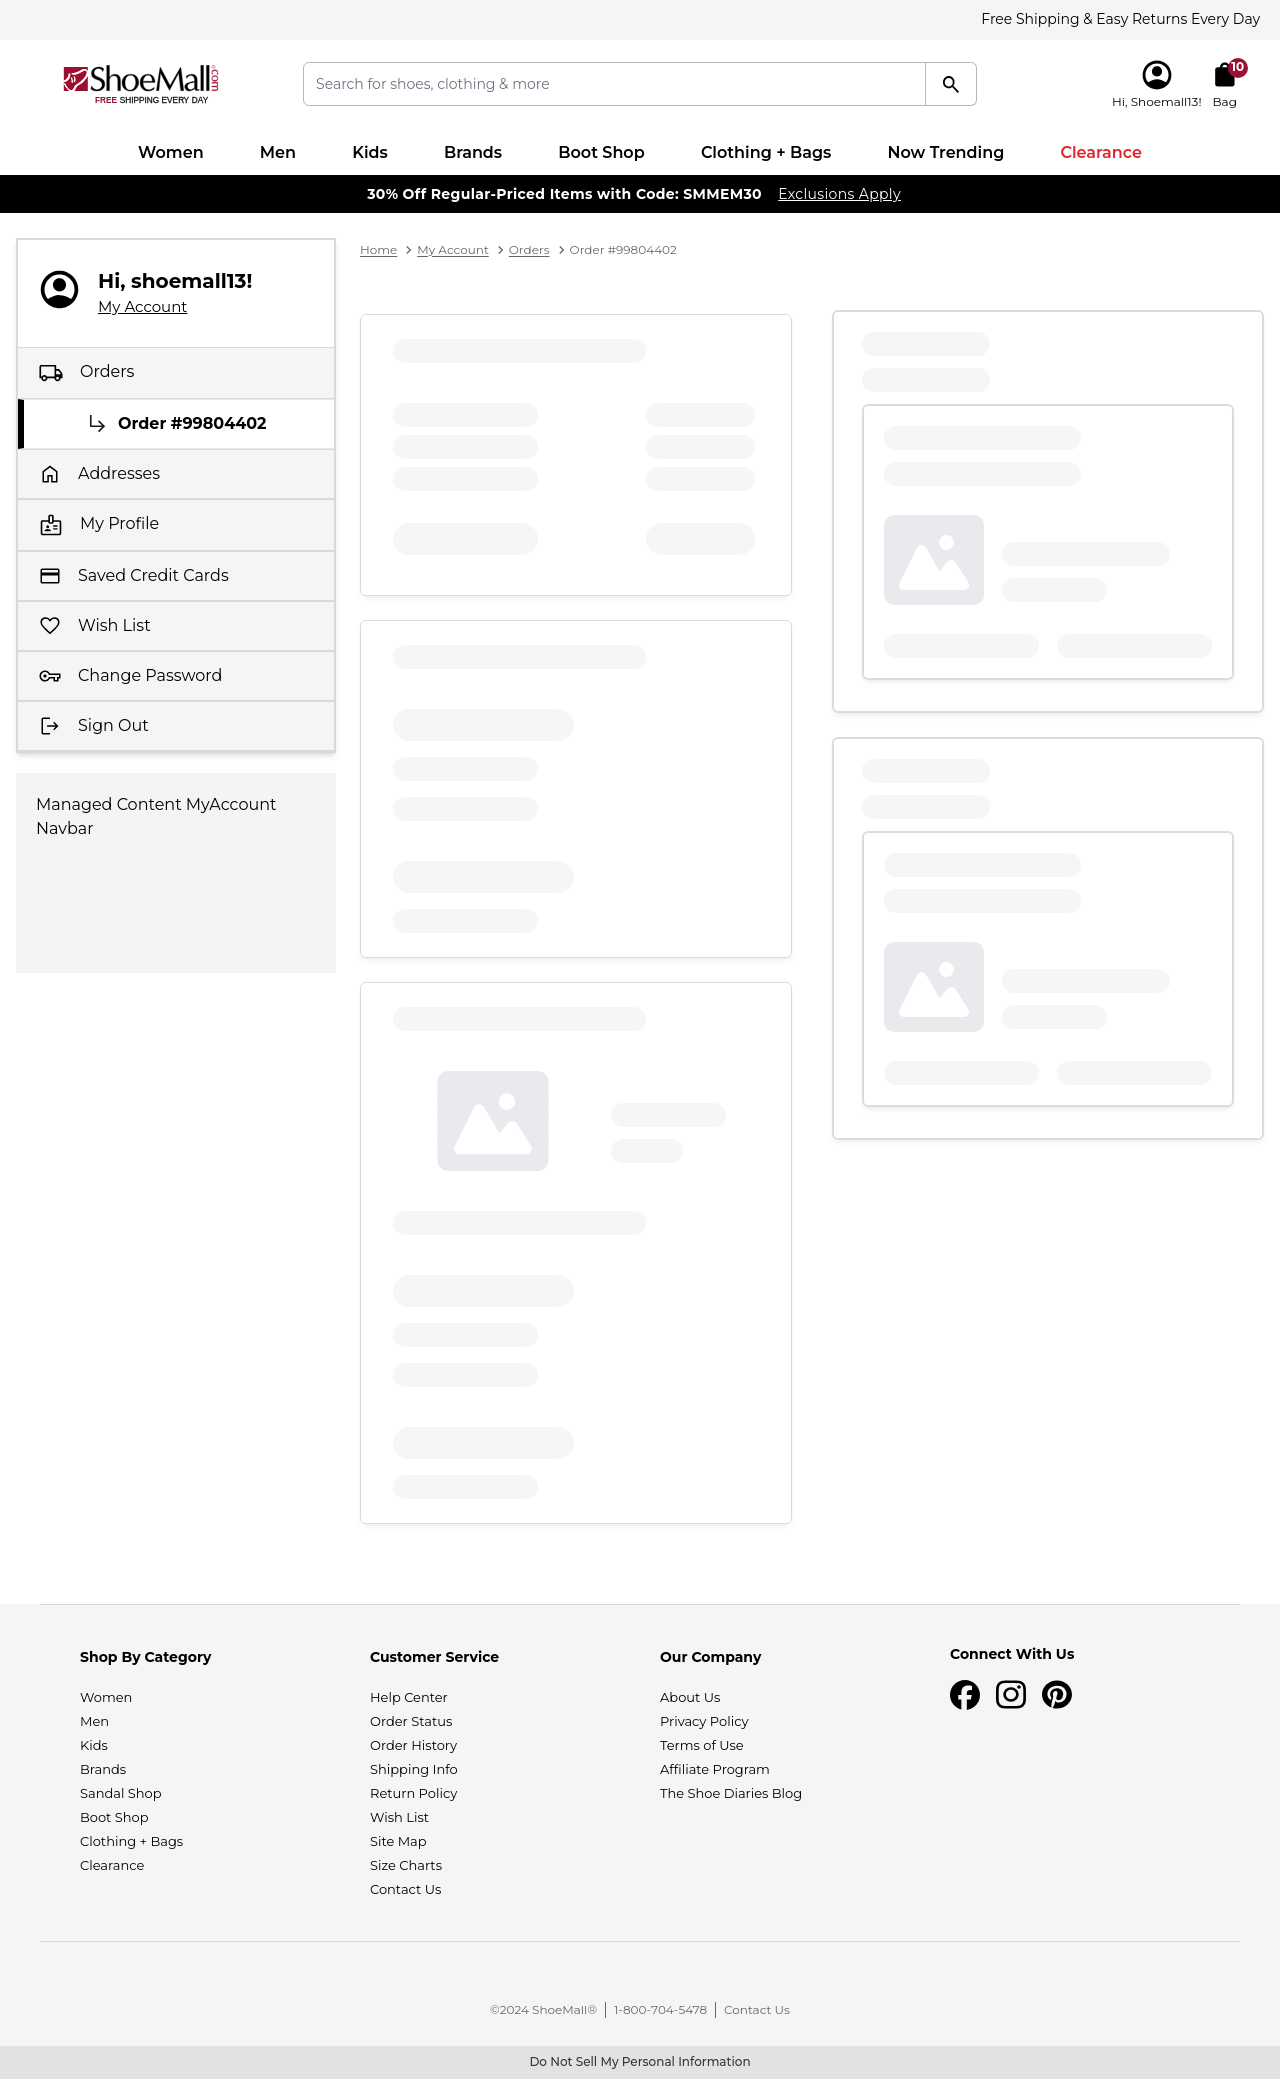 Free Shipping & Easy Returns Every Day
ShoeMall.com
FREE SHIPPING EVERY DAY
Search for shoes, clothing & more
10
Hi, Shoemall13!
Bag
Women
Men
Kids
Brands
Boot Shop
Clothing + Bags
Now Trending
Clearance
30% Off Regular-Priced Items with Code: SMMEM30 Exclusions Apply
Home
My Account
Orders
Order #99804402
Hi, shoemall13!
My Account
Orders
Order #99804402
Addresses
My Profile
Saved Credit Cards
Wish List
Change Password
Sign Out
Managed Content MyAccount
Navbar
Shop By Category
Women
Men
Kids
Brands
Sandal Shop
Boot Shop
Clothing + Bags
Clearance
Customer Service
Help Center
Order Status
Order History
Shipping Info
Return Policy
Wish List
Site Map
Size Charts
Contact Us
Our Company
About Us
Privacy Policy
Terms of Use
Affiliate Program
The Shoe Diaries Blog
Connect With Us
©2024 ShoeMall®
1-800-704-5478
Contact Us
Do Not Sell My Personal Information